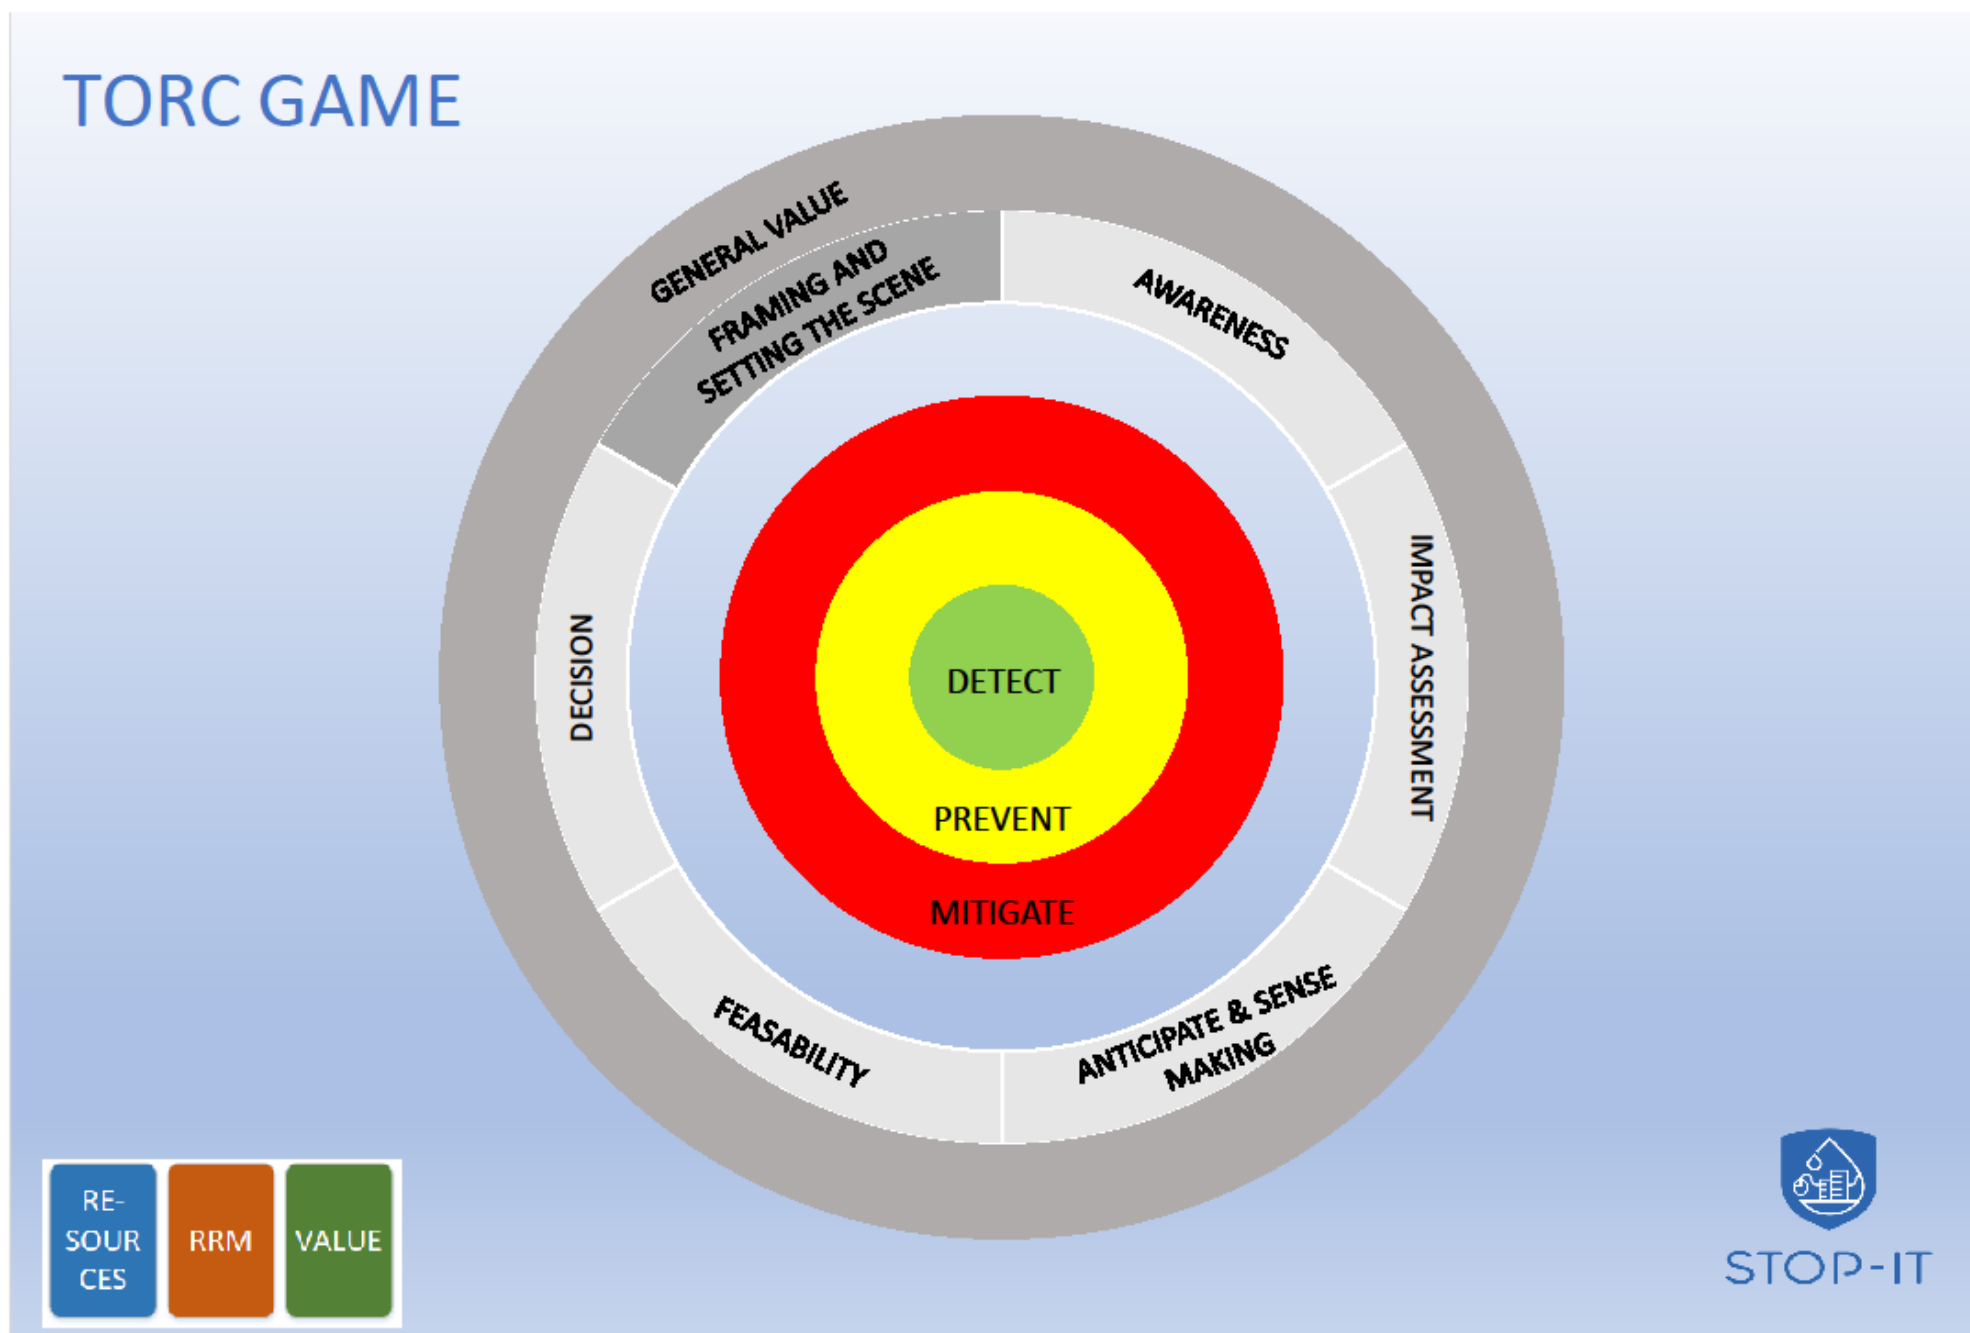 TORC GAME
GENERAL VALUE
FRAMING AND
SETTING THE SCENE
AWARENESS
IMPACT ASSESSMENT
DECISION
DETECT
PREVENT
MITIGATE
FEASABILITY
ANTICIPATE & SENSE
MAKING
RE-
SOUR
CES
RRM
VALUE
STOP-IT